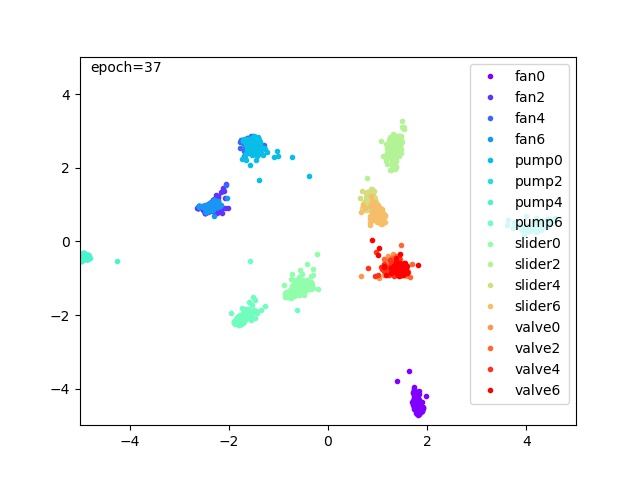 epoch=37
fan0
fan2
fan4
fan6
pump0
pump2
pump4
pump6
slider0
slider2
slider4
slider6
valve0
valve2
valve4
valve6
4
2
0
−2
−4
−4
−2
0
2
4